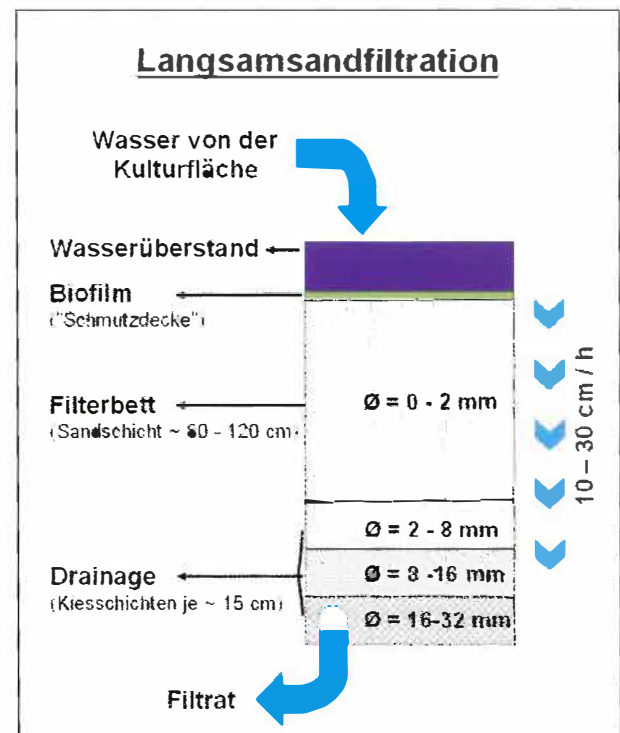 Langsamsandfiltration
Wasser von der
Kulturfläche
Wasserüberstand
Biofilm
("Schmutzdecke")
Filterbett
(Sandschicht ~ 80 - 120 cm)
Ø = 0 - 2 mm
10 – 30 cm / h
Ø = 2 - 8 mm
Drainage
(Kiesschichten je ~ 15 cm)
Ø = 8 -16 mm
Ø = 16-32 mm
Filtrat